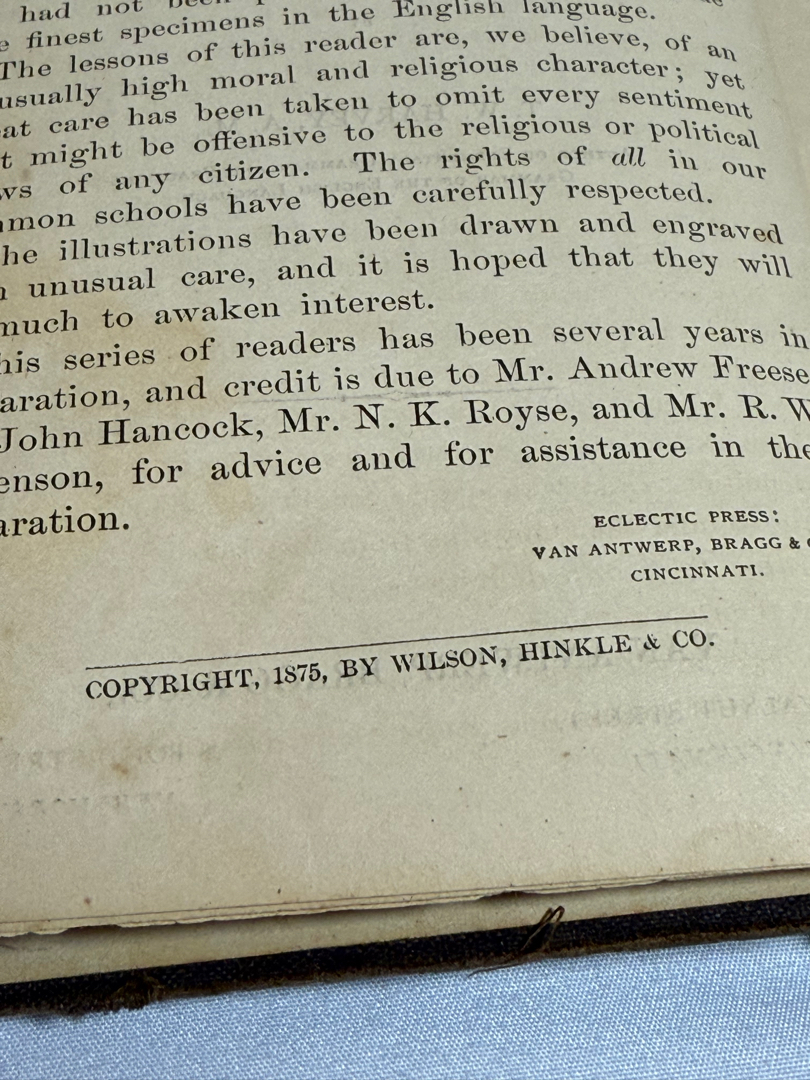 had not been
finest specimens in the English language.
The lessons of this reader are, we believe, of an
usually high moral and religious character; yet
at care has been taken to omit every sentiment
t might be offensive to the religious or political
ws of any citizen. The rights of all in our
mon schools have been carefully respected.
he illustrations have been drawn and engraved
unusual care, and it is hoped that they will
much to awaken interest.
his series of readers has been several years in
aration, and credit is due to Mr. Andrew Freese
John Hancock, Mr. N. K. Royse, and Mr. R. W
enson, for advice and for assistance in the
aration.
ECLECTIC PRESS:
VAN ANTWERP, BRAGG &
CINCINNATI.
COPYRIGHT, 1875, BY WILSON, HINKLE & CO.